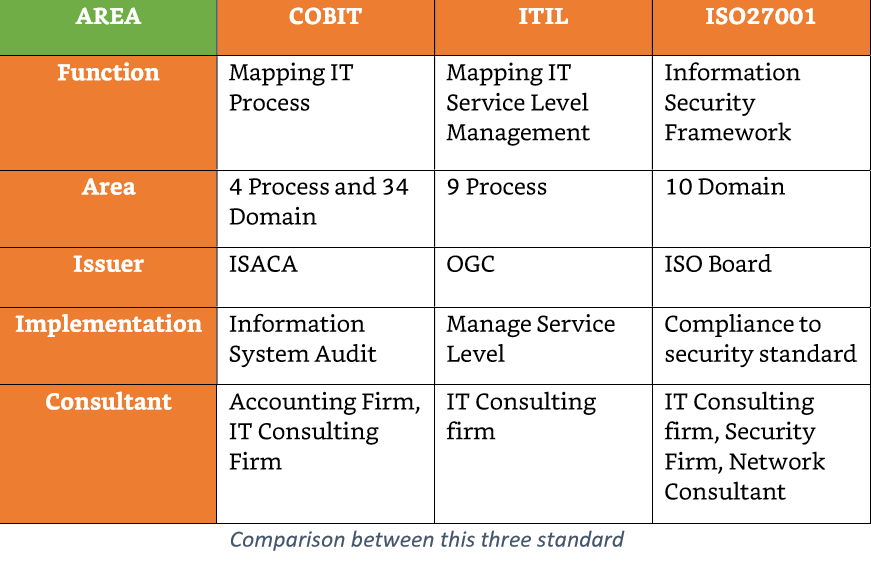 AREA COBIT ITIL ISO27001
Function
Mapping IT
Process
Mapping IT
Service Level
Management
Information
Security
Framework
Area
4 Process and 34
Domain
9 Process
10 Domain
Issuer
ISACA
OGC
ISO Board
Implementation
Information
System Audit
Manage Service
Level
Compliance to
security standard
Consultant
Accounting Firm,
IT Consulting
Firm
IT Consulting
firm
IT Consulting
firm, Security
Firm, Network
Consultant
Comparison between this three standard